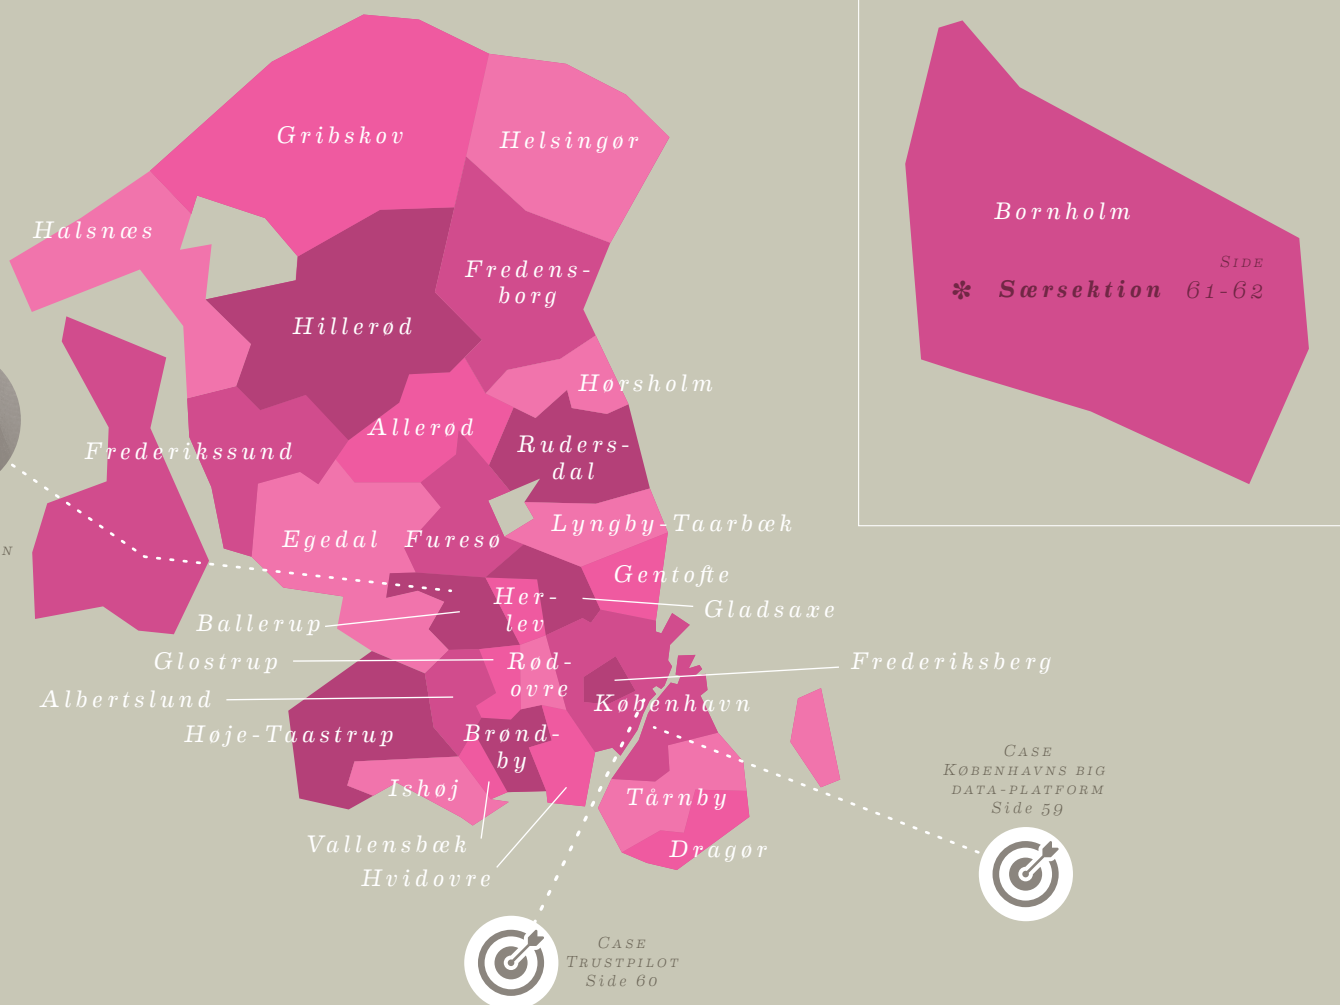 Gribskov
Helsingør
Halsnæs
Fredens-
borg
Hillerød
Hørsholm
Allerød
Ruders-
dal
Frederikssund
Lyngby-Taarbæk
Egedal
Furesø
Gentofte
Her-
lev
Gladsaxe
Ballerup
Glostrup
Rød-
ovre
Frederiksberg
Albertslund
København
Høje-Taastrup
Brønd-
by
Ishøj
Tårnby
Vallensbæk
Dragør
Hvidovre
Bornholm
Side
✽ Særsektion 61-62
Case
Københavns big
data-platform
Side 59
Case
Trustpilot
Side 60
N